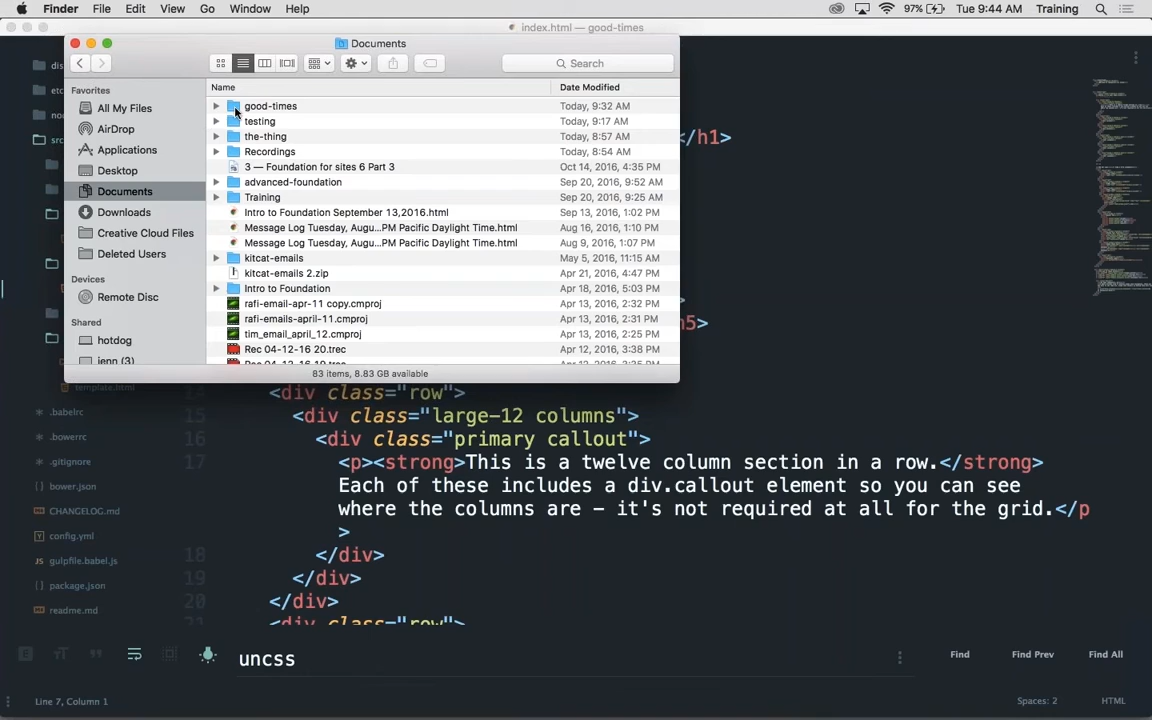 Finder File Edit View Go Window Help 97% Tue 9:44 AM Training
index.html — good-times
Documents
Search
Favorites
All My Files
AirDrop
Applications
Desktop
Documents
Downloads
Creative Cloud Files
Deleted Users
Devices
Remote Disc
Shared
hotdog
jenn (3)
Name Date Modified
good-times Today, 9:32 AM
testing Today, 9:17 AM
the-thing Today, 8:57 AM
Recordings Today, 8:54 AM
3 — Foundation for sites 6 Part 3 Oct 14, 2016, 4:35 PM
advanced-foundation Sep 20, 2016, 9:52 AM
Training Sep 20, 2016, 9:25 AM
Intro to Foundation September 13,2016.html Sep 13, 2016, 1:02 PM
Message Log Tuesday, Augu...PM Pacific Daylight Time.html Aug 16, 2016, 1:10 PM
Message Log Tuesday, Augu...PM Pacific Daylight Time.html Aug 9, 2016, 1:07 PM
kitcat-emails May 5, 2016, 11:15 AM
kitcat-emails 2.zip Apr 21, 2016, 4:47 PM
Intro to Foundation Apr 18, 2016, 5:03 PM
rafi-email-apr-11 copy.cmproj Apr 13, 2016, 2:32 PM
rafi-emails-april-11.cmproj Apr 13, 2016, 2:31 PM
tim_email_april_12.cmproj Apr 13, 2016, 2:25 PM
Rec 04-12-16 20.trec Apr 12, 2016, 3:38 PM
83 items, 8.83 GB available
dis
etc
no
src
template.html
.babelrc
.bowerrc
.gitignore
bower.json
CHANGELOG.md
config.yml
gulpfile.babel.js
package.json
readme.md
</h1>
5>
<div class="row">
15 <div class="large-12 columns">
16 <div class="primary callout">
17 <p><strong>This is a twelve column section in a row.</strong>
Each of these includes a div.callout element so you can see
where the columns are – it's not required at all for the grid.</p
>
18 </div>
19 </div>
20 </div>
<div class="row">
uncss Find Find Prev Find All
Line 7, Column 1 Spaces: 2 HTML